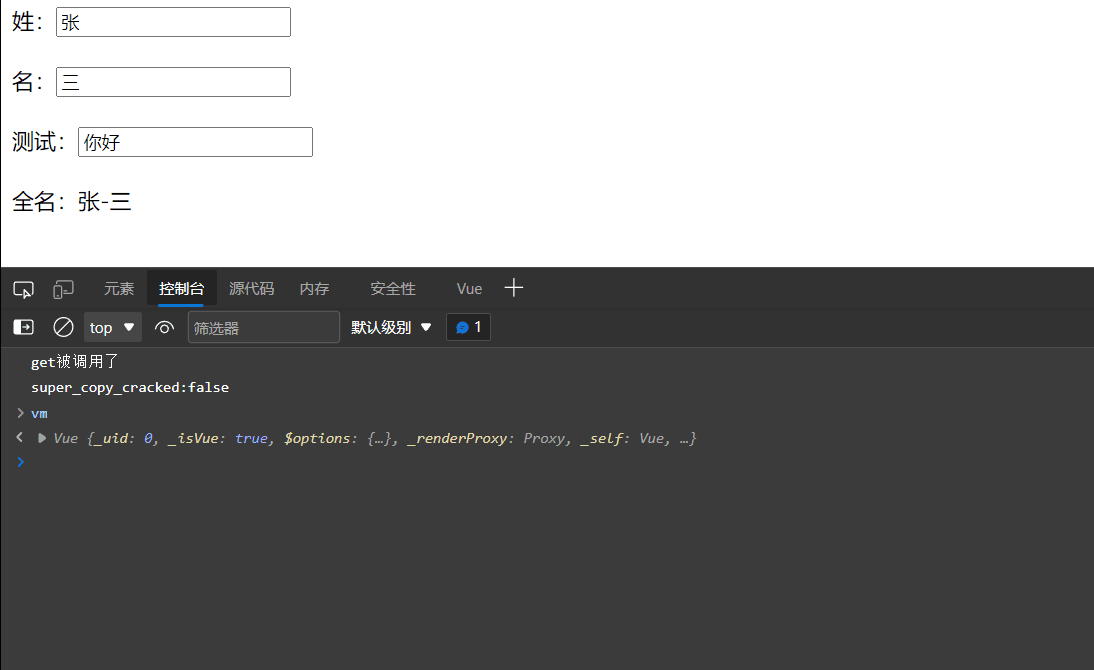 姓：张
名：三
测试：你好
全名：张-三
元素 控制台 源代码 内存 安全性 Vue
top 筛选器 默认级别 1
get被调用了
super_copy_cracked:false
vm
Vue {_uid: 0, _isVue: true, $options: {…}, _renderProxy: Proxy, _self: Vue, …}